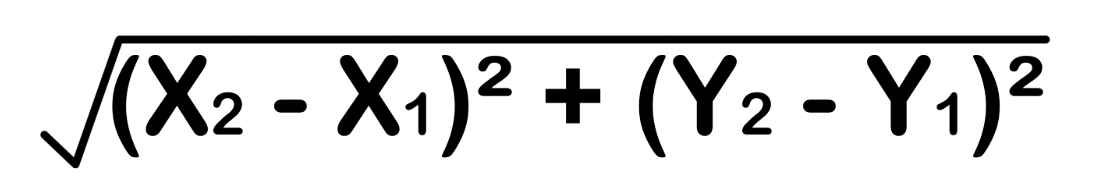 √(X₂ - X₁)² + (Y₂ - Y₁)²